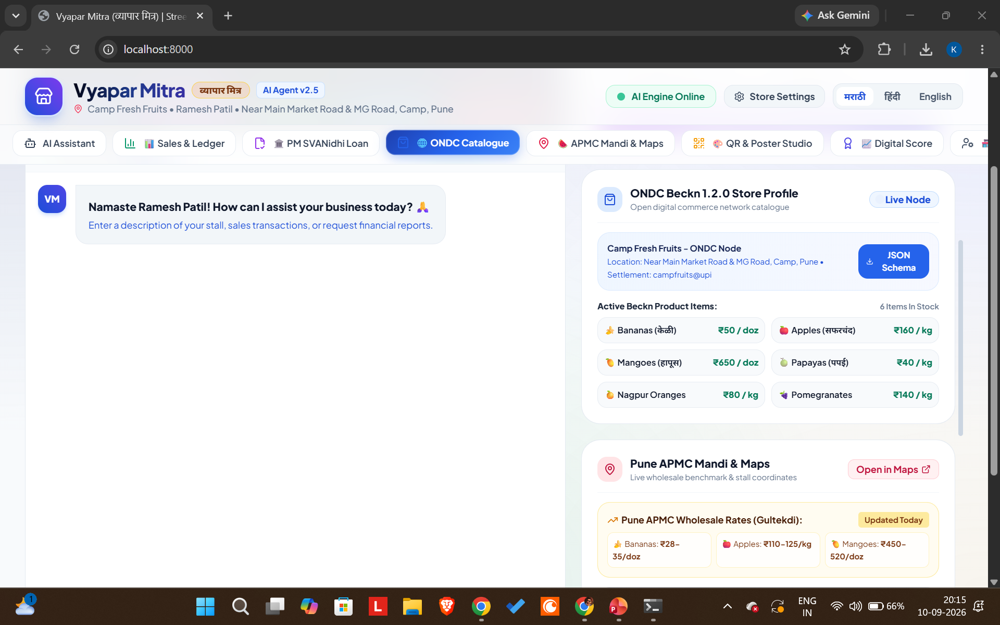 Vyapar Mitra (व्यापार मित्र) | Stree
Ask Gemini
localhost:8000
K
Vyapar Mitra
व्यापार मित्र
AI Agent v2.5
Camp Fresh Fruits • Ramesh Patil • Near Main Market Road & MG Road, Camp, Pune
AI Engine Online
Store Settings
मराठी
हिंदी
English
AI Assistant
Sales & Ledger
PM SVANidhi Loan
ONDC Catalogue
APMC Mandi & Maps
QR & Poster Studio
Digital Score
VM
Namaste Ramesh Patil! How can I assist your business today? 🙏
Enter a description of your stall, sales transactions, or request financial reports.
ONDC Beckn 1.2.0 Store Profile
Open digital commerce network catalogue
Live Node
Camp Fresh Fruits - ONDC Node
Location: Near Main Market Road & MG Road, Camp, Pune •
Settlement: campfruits@upi
JSON
Schema
Active Beckn Product Items:
6 Items In Stock
Bananas (केळी) ₹50 / doz
Apples (सफरचंद) ₹160 / kg
Mangoes (हापूस) ₹650 / doz
Papayas (पपई) ₹40 / kg
Nagpur Oranges ₹80 / kg
Pomegranates ₹140 / kg
Pune APMC Mandi & Maps
Live wholesale benchmark & stall coordinates
Open in Maps
Pune APMC Wholesale Rates (Gultekdi):
Updated Today
Bananas: ₹28-
35/doz
Apples: ₹110-125/kg
Mangoes: ₹450-
520/doz
1
L
P
ENG
IN
66%
20:15
10-09-2026